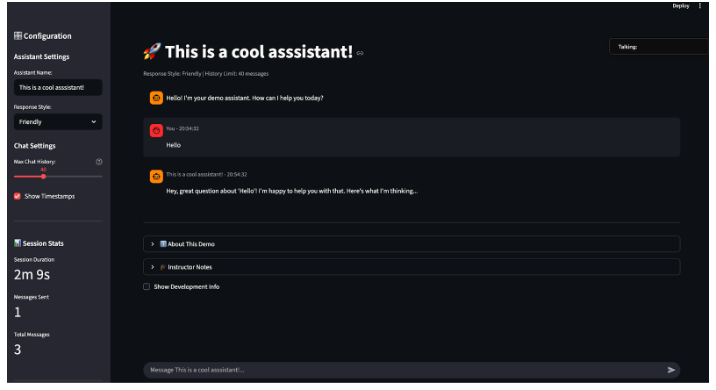 Deploy
Configuration
Assistant Settings
Assistant Name:
This is a cool asssistant!
Response Style:
Friendly
Chat Settings
Max Chat History:
40
Show Timestamps
Session Stats
Session Duration
2m 9s
Messages Sent
1
Total Messages
3
This is a cool asssistant!
Talking:
Response Style: Friendly | History Limit: 40 messages
Hello! I'm your demo assistant. How can I help you today?
You - 20:54:32
Hello
This is a cool asssistant! - 20:54:32
Hey, great question about 'Hello'! I'm happy to help you with that. Here's what I'm thinking...
About This Demo
Instructor Notes
Show Development Info
Message This is a cool asssistant!...